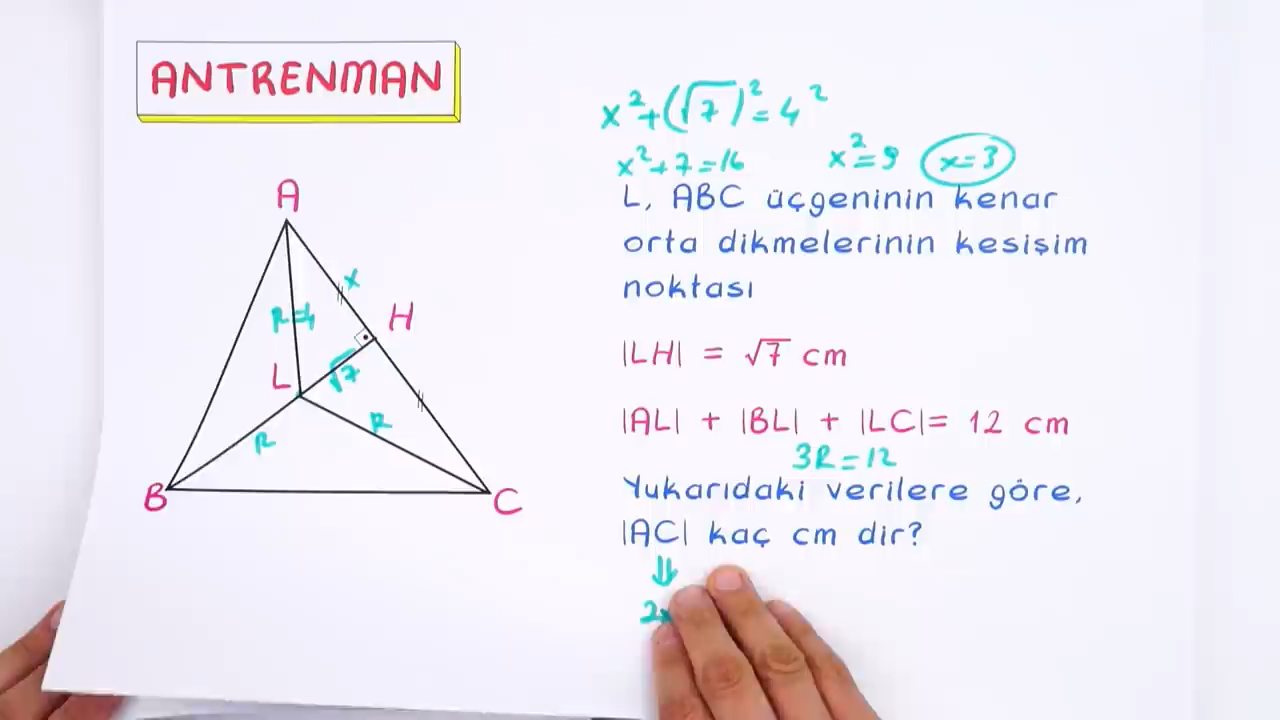 ANTRENMAN
x²+(√7)²=4²
x²+7=16 x²=9 x=3
L, ABC üçgeninin kenar
orta dikmelerinin kesişim
noktası
|LH| = √7 cm
|AL| + |BL| + |LC|= 12 cm
3R=12
Yukarıdaki verilere göre,
|AC| kaç cm dir?
⇓
A
x
R=4
H
L
√7
R
R
B
C